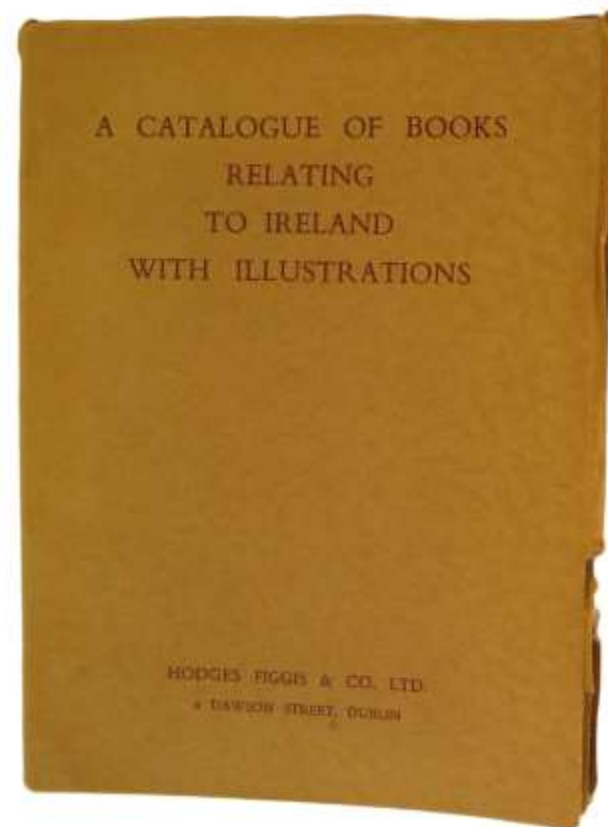 A CATALOGUE OF BOOKS
RELATING
TO IRELAND
WITH ILLUSTRATIONS
HODGES FIGGIS & CO. LTD.
6 DAWSON STREET, DUBLIN